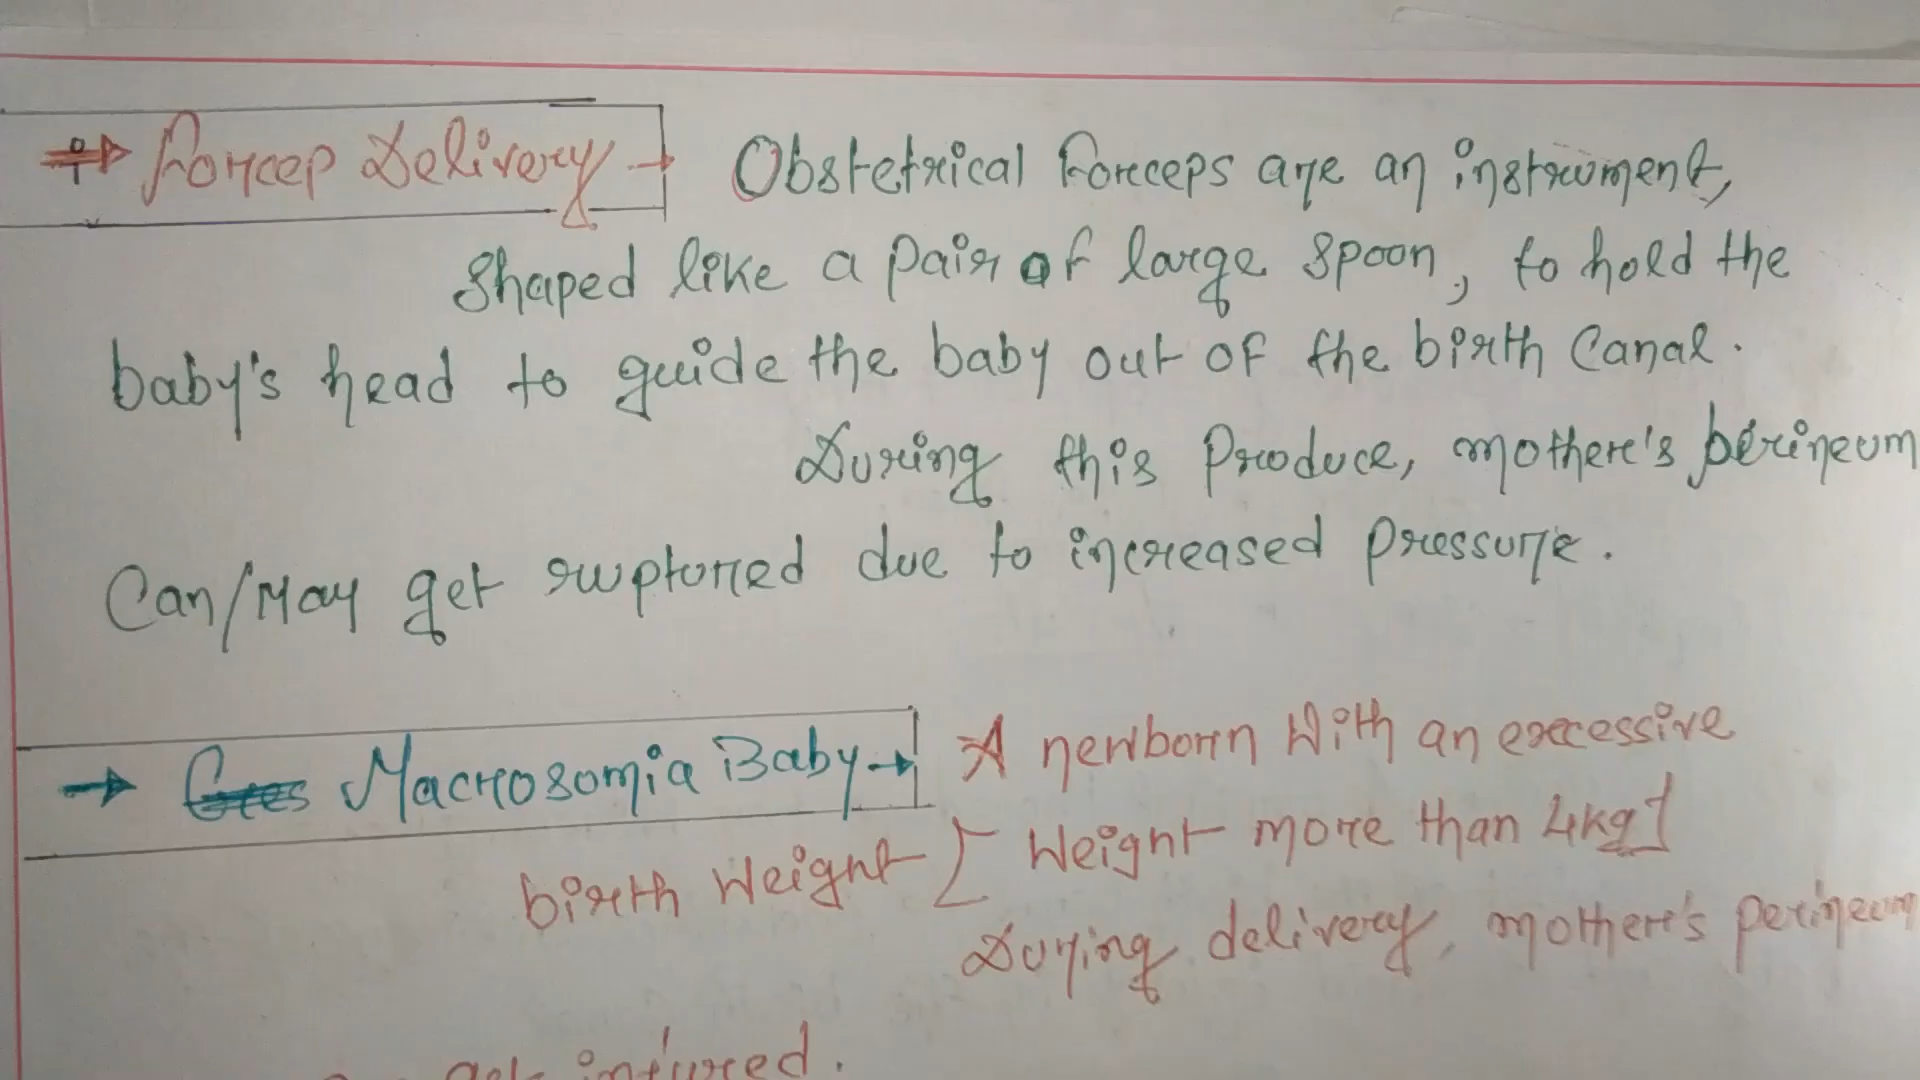 ⇒ Forcep Delivery → Obstetrical Forceps are an instrument,
shaped like a pair of large spoon, to hold the
baby's head to guide the baby out of the birth Canal.
During this Produce, mother's perineum
Can/May get ruptured due to increased pressure.
→ Macrosomia Baby → A newborn With an excessive
birth weight [Weight more than 4kg]
During delivery, mother's perineum
get injured.